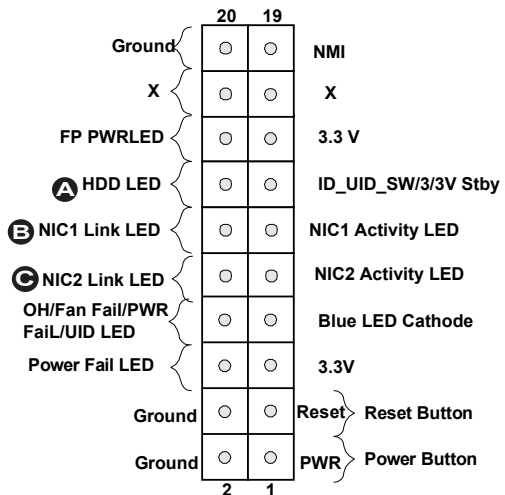 20 19
Ground NMI
X X
FP PWRLED 3.3 V
A HDD LED ID_UID_SW/3/3V Stby
B NIC1 Link LED NIC1 Activity LED
C NIC2 Link LED NIC2 Activity LED
OH/Fan Fail/PWR
FaiL/UID LED Blue LED Cathode
Power Fail LED 3.3V
Ground Reset Reset Button
Ground PWR Power Button
2 1